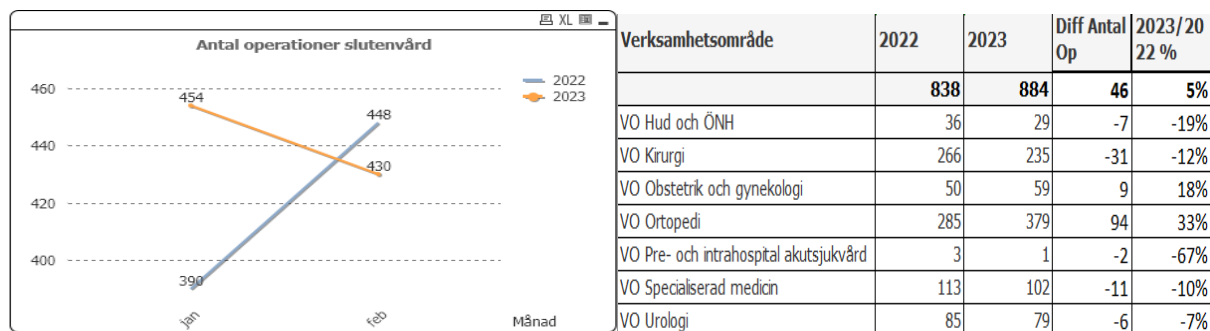 XL
Antal operationer slutenvård
2022
2023
460
440
420
400
454
448
430
390
jan
feb
Månad
Verksamhetsområde 2022 2023 Diff Antal Op 2023/20 22 %
838 884 46 5%
VO Hud och ÖNH 36 29 -7 -19%
VO Kirurgi 266 235 -31 -12%
VO Obstetrik och gynekologi 50 59 9 18%
VO Ortopedi 285 379 94 33%
VO Pre- och intrahospital akutsjukvård 3 1 -2 -67%
VO Specialiserad medicin 113 102 -11 -10%
VO Urologi 85 79 -6 -7%